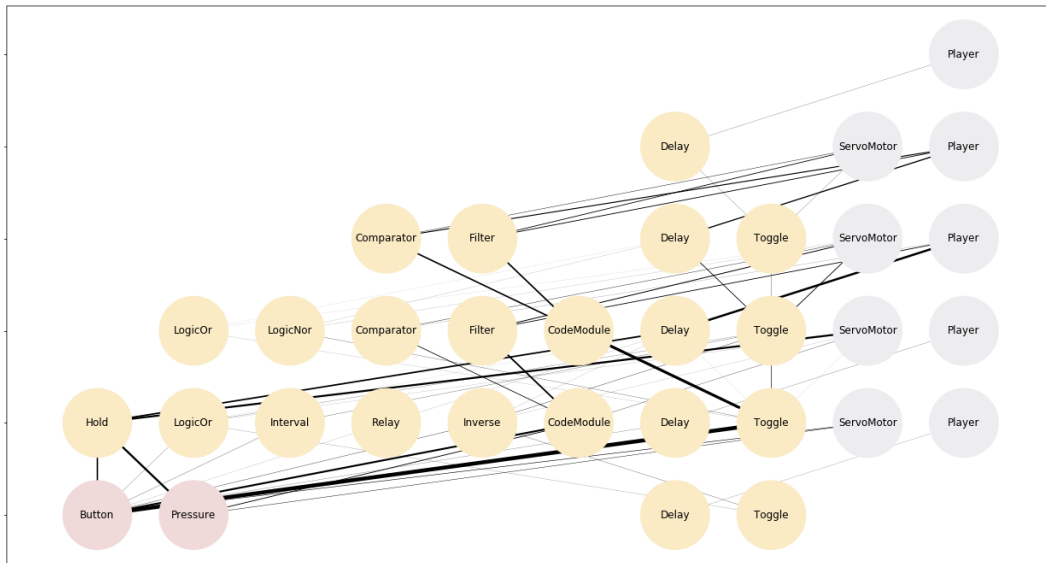 Player
Delay ServoMotor Player
Comparator Filter Delay Toggle ServoMotor Player
LogicOr LogicNor Comparator Filter CodeModule Delay Toggle ServoMotor Player
Hold LogicOr Interval Relay Inverse CodeModule Delay Toggle ServoMotor Player
Button Pressure Delay Toggle